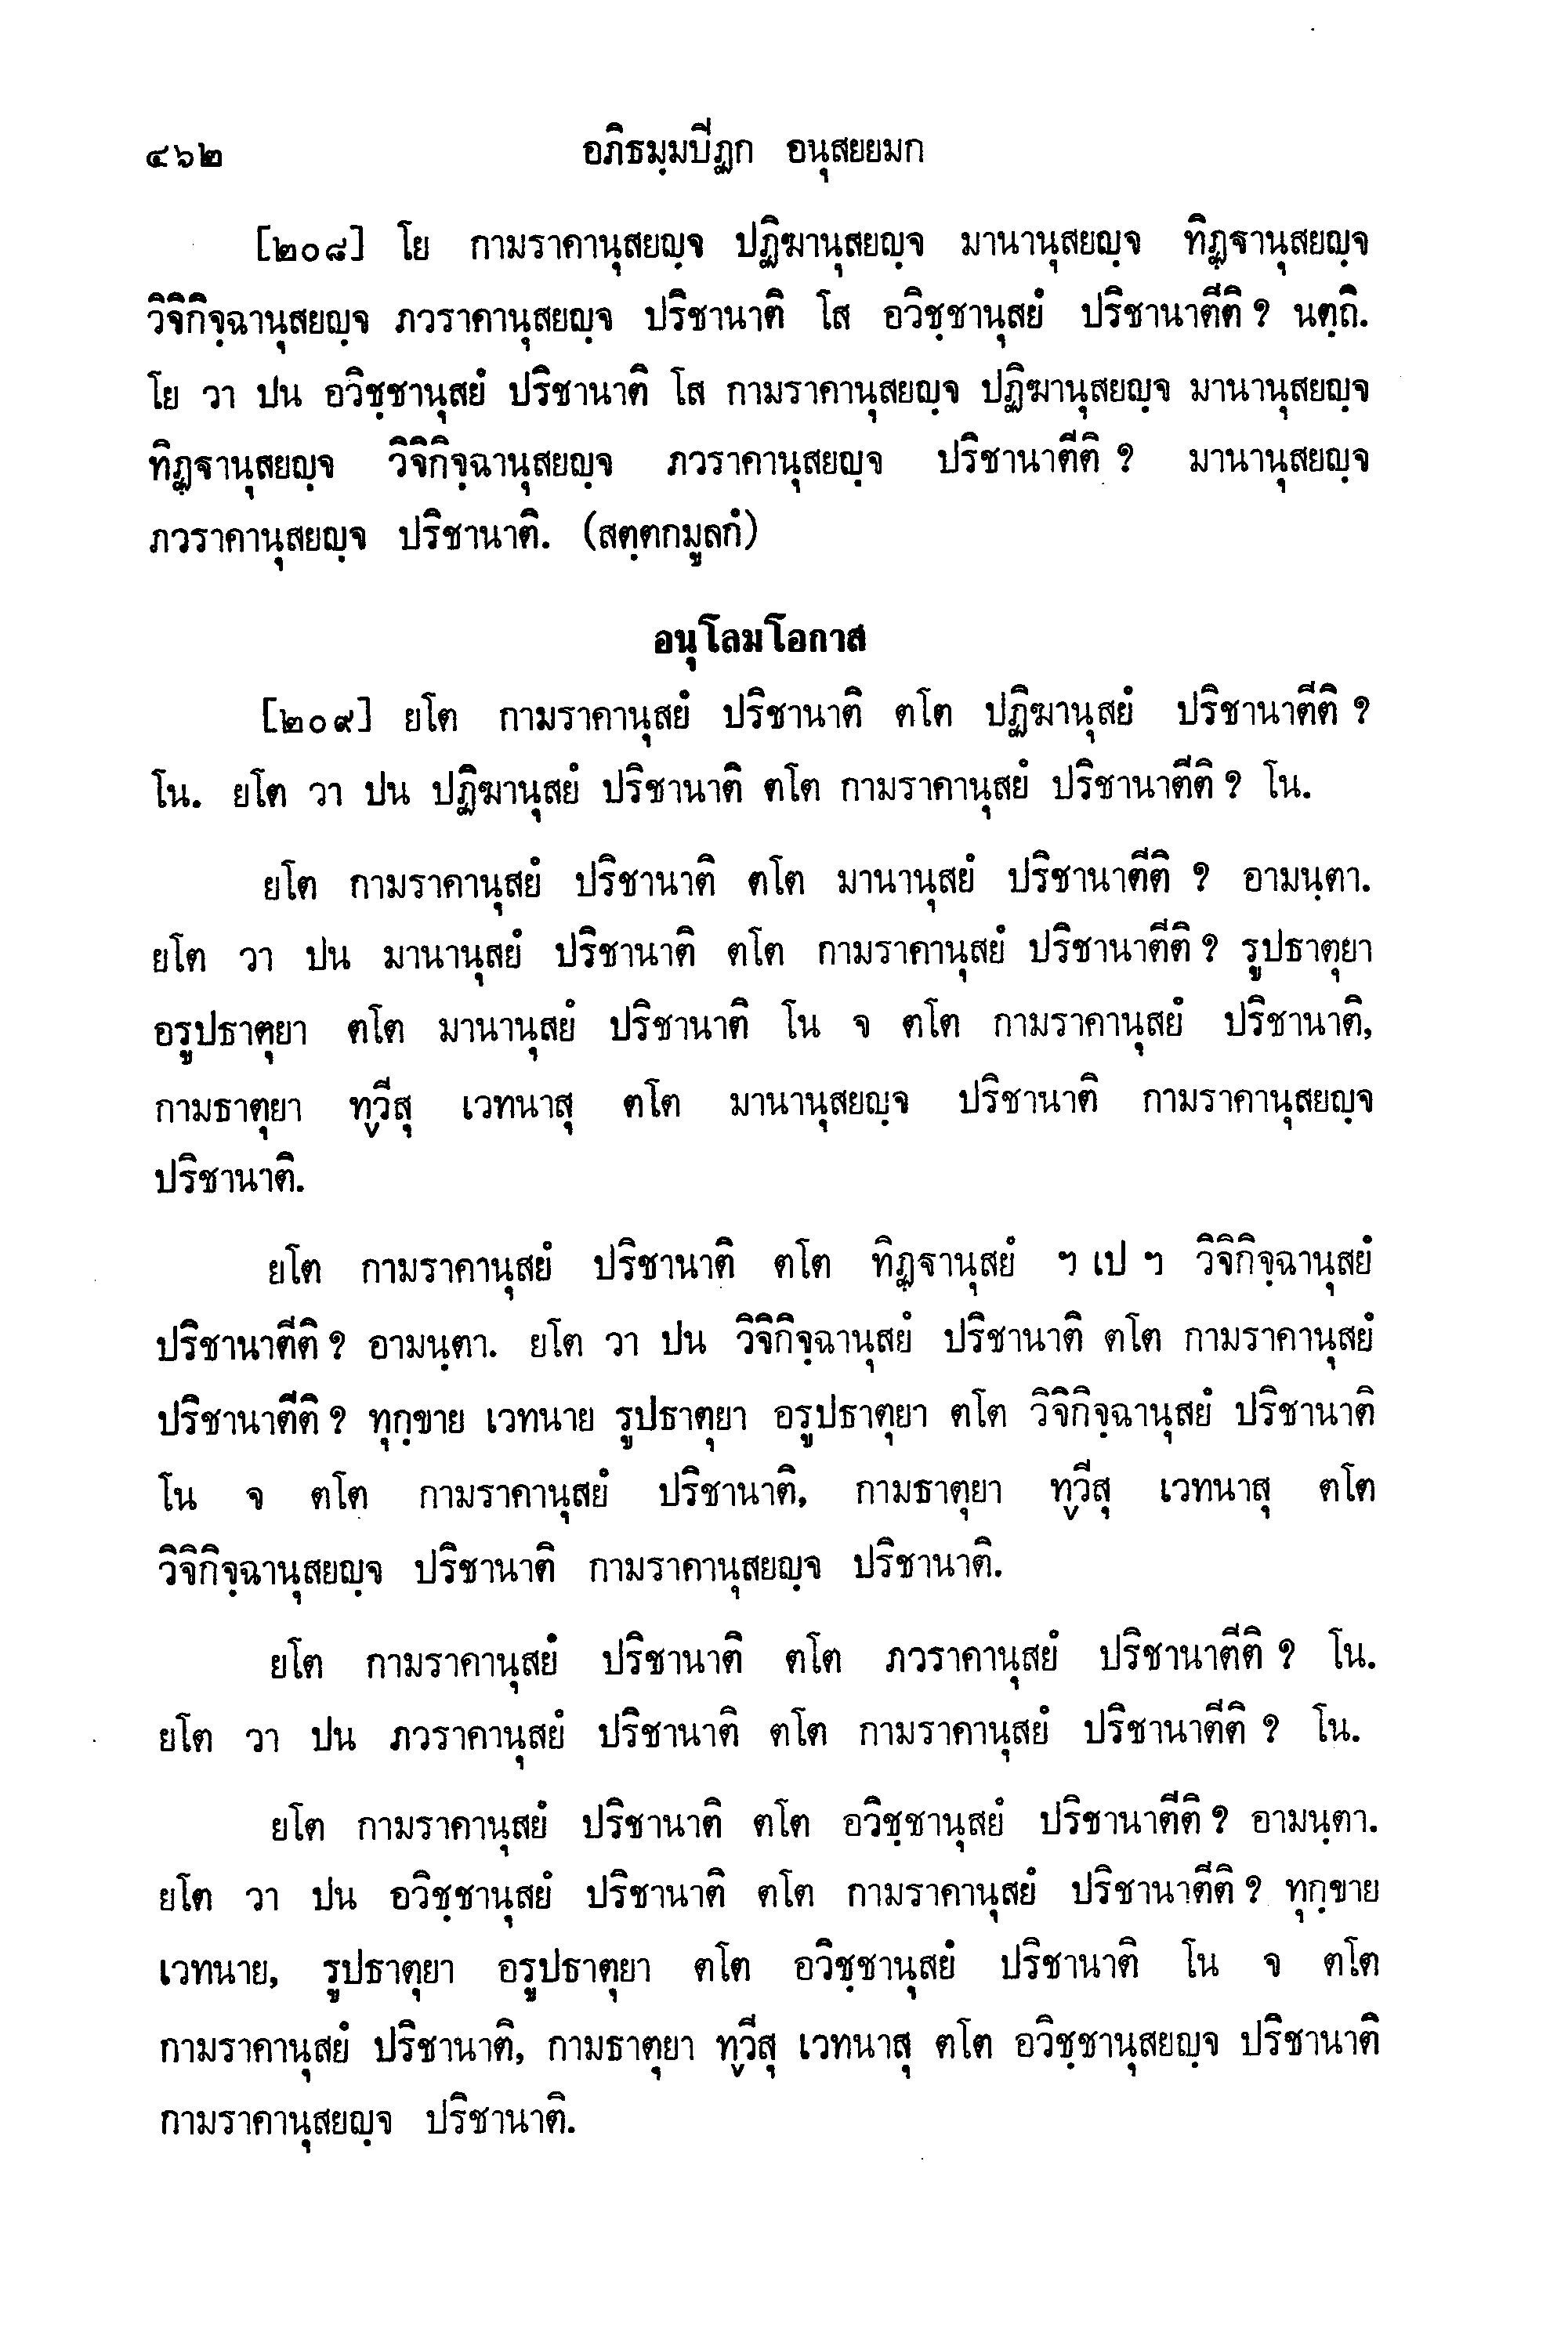 ๔๖๒ อภิธมฺมปีฏก อนุสยยมก
[๒๐๘] โย กามราคานุสยญฺจ ปฏิฆานุสยญฺจ มานานุสยญฺจ ทิฏฺฐานุสยญฺจ
วิจิกิจฺฉานุสยญฺจ ภวราคานุสยญฺจ ปริชานาติ โส อวิชฺชานุสยํ ปริชานาตีติ ? นตฺถิ.
โย วา ปน อวิชฺชานุสยํ ปริชานาติ โส กามราคานุสยญฺจ ปฏิฆานุสยญฺจ มานานุสยญฺจ
ทิฏฺฐานุสยญฺจ วิจิกิจฺฉานุสยญฺจ ภวราคานุสยญฺจ ปริชานาตีติ ? มานานุสยญฺจ
ภวราคานุสยญฺจ ปริชานาติ. (สตฺตกมูลกํ)
อนุโลมโอกาส
[๒๐๙] ยโต กามราคานุสยํ ปริชานาติ ตโต ปฏิฆานุสยํ ปริชานาตีติ ?
โน. ยโต วา ปน ปฏิฆานุสยํ ปริชานาติ ตโต กามราคานุสยํ ปริชานาตีติ ? โน.
ยโต กามราคานุสยํ ปริชานาติ ตโต มานานุสยํ ปริชานาตีติ ? อามนฺตา.
ยโต วา ปน มานานุสยํ ปริชานาติ ตโต กามราคานุสยํ ปริชานาตีติ ? รูปธาตุยา
อรูปธาตุยา ตโต มานานุสยํ ปริชานาติ โน จ ตโต กามราคานุสยํ ปริชานาติ,
กามธาตุยา ทฺวีสุ เวทนาสุ ตโต มานานุสยญฺจ ปริชานาติ กามราคานุสยญฺจ
ปริชานาติ.
ยโต กามราคานุสยํ ปริชานาติ ตโต ทิฏฺฐานุสยํ ฯ เป ฯ วิจิกิจฺฉานุสยํ
ปริชานาตีติ ? อามนฺตา. ยโต วา ปน วิจิกิจฺฉานุสยํ ปริชานาติ ตโต กามราคานุสยํ
ปริชานาตีติ ? ทุกฺขาย เวทนาย รูปธาตุยา อรูปธาตุยา ตโต วิจิกิจฺฉานุสยํ ปริชานาติ
โน จ ตโต กามราคานุสยํ ปริชานาติ, กามธาตุยา ทฺวีสุ เวทนาสุ ตโต
วิจิกิจฺฉานุสยญฺจ ปริชานาติ กามราคานุสยญฺจ ปริชานาติ.
ยโต กามราคานุสยํ ปริชานาติ ตโต ภวราคานุสยํ ปริชานาตีติ ? โน.
ยโต วา ปน ภวราคานุสยํ ปริชานาติ ตโต กามราคานุสยํ ปริชานาตีติ ? โน.
ยโต กามราคานุสยํ ปริชานาติ ตโต อวิชฺชานุสยํ ปริชานาตีติ ? อามนฺตา.
ยโต วา ปน อวิชฺชานุสยํ ปริชานาติ ตโต กามราคานุสยํ ปริชานาตีติ ? ทุกฺขาย
เวทนาย, รูปธาตุยา อรูปธาตุยา ตโต อวิชฺชานุสยํ ปริชานาติ โน จ ตโต
กามราคานุสยํ ปริชานาติ, กามธาตุยา ทฺวีสุ เวทนาสุ ตโต อวิชฺชานุสยญฺจ ปริชานาติ
กามราคานุสยญฺจ ปริชานาติ.